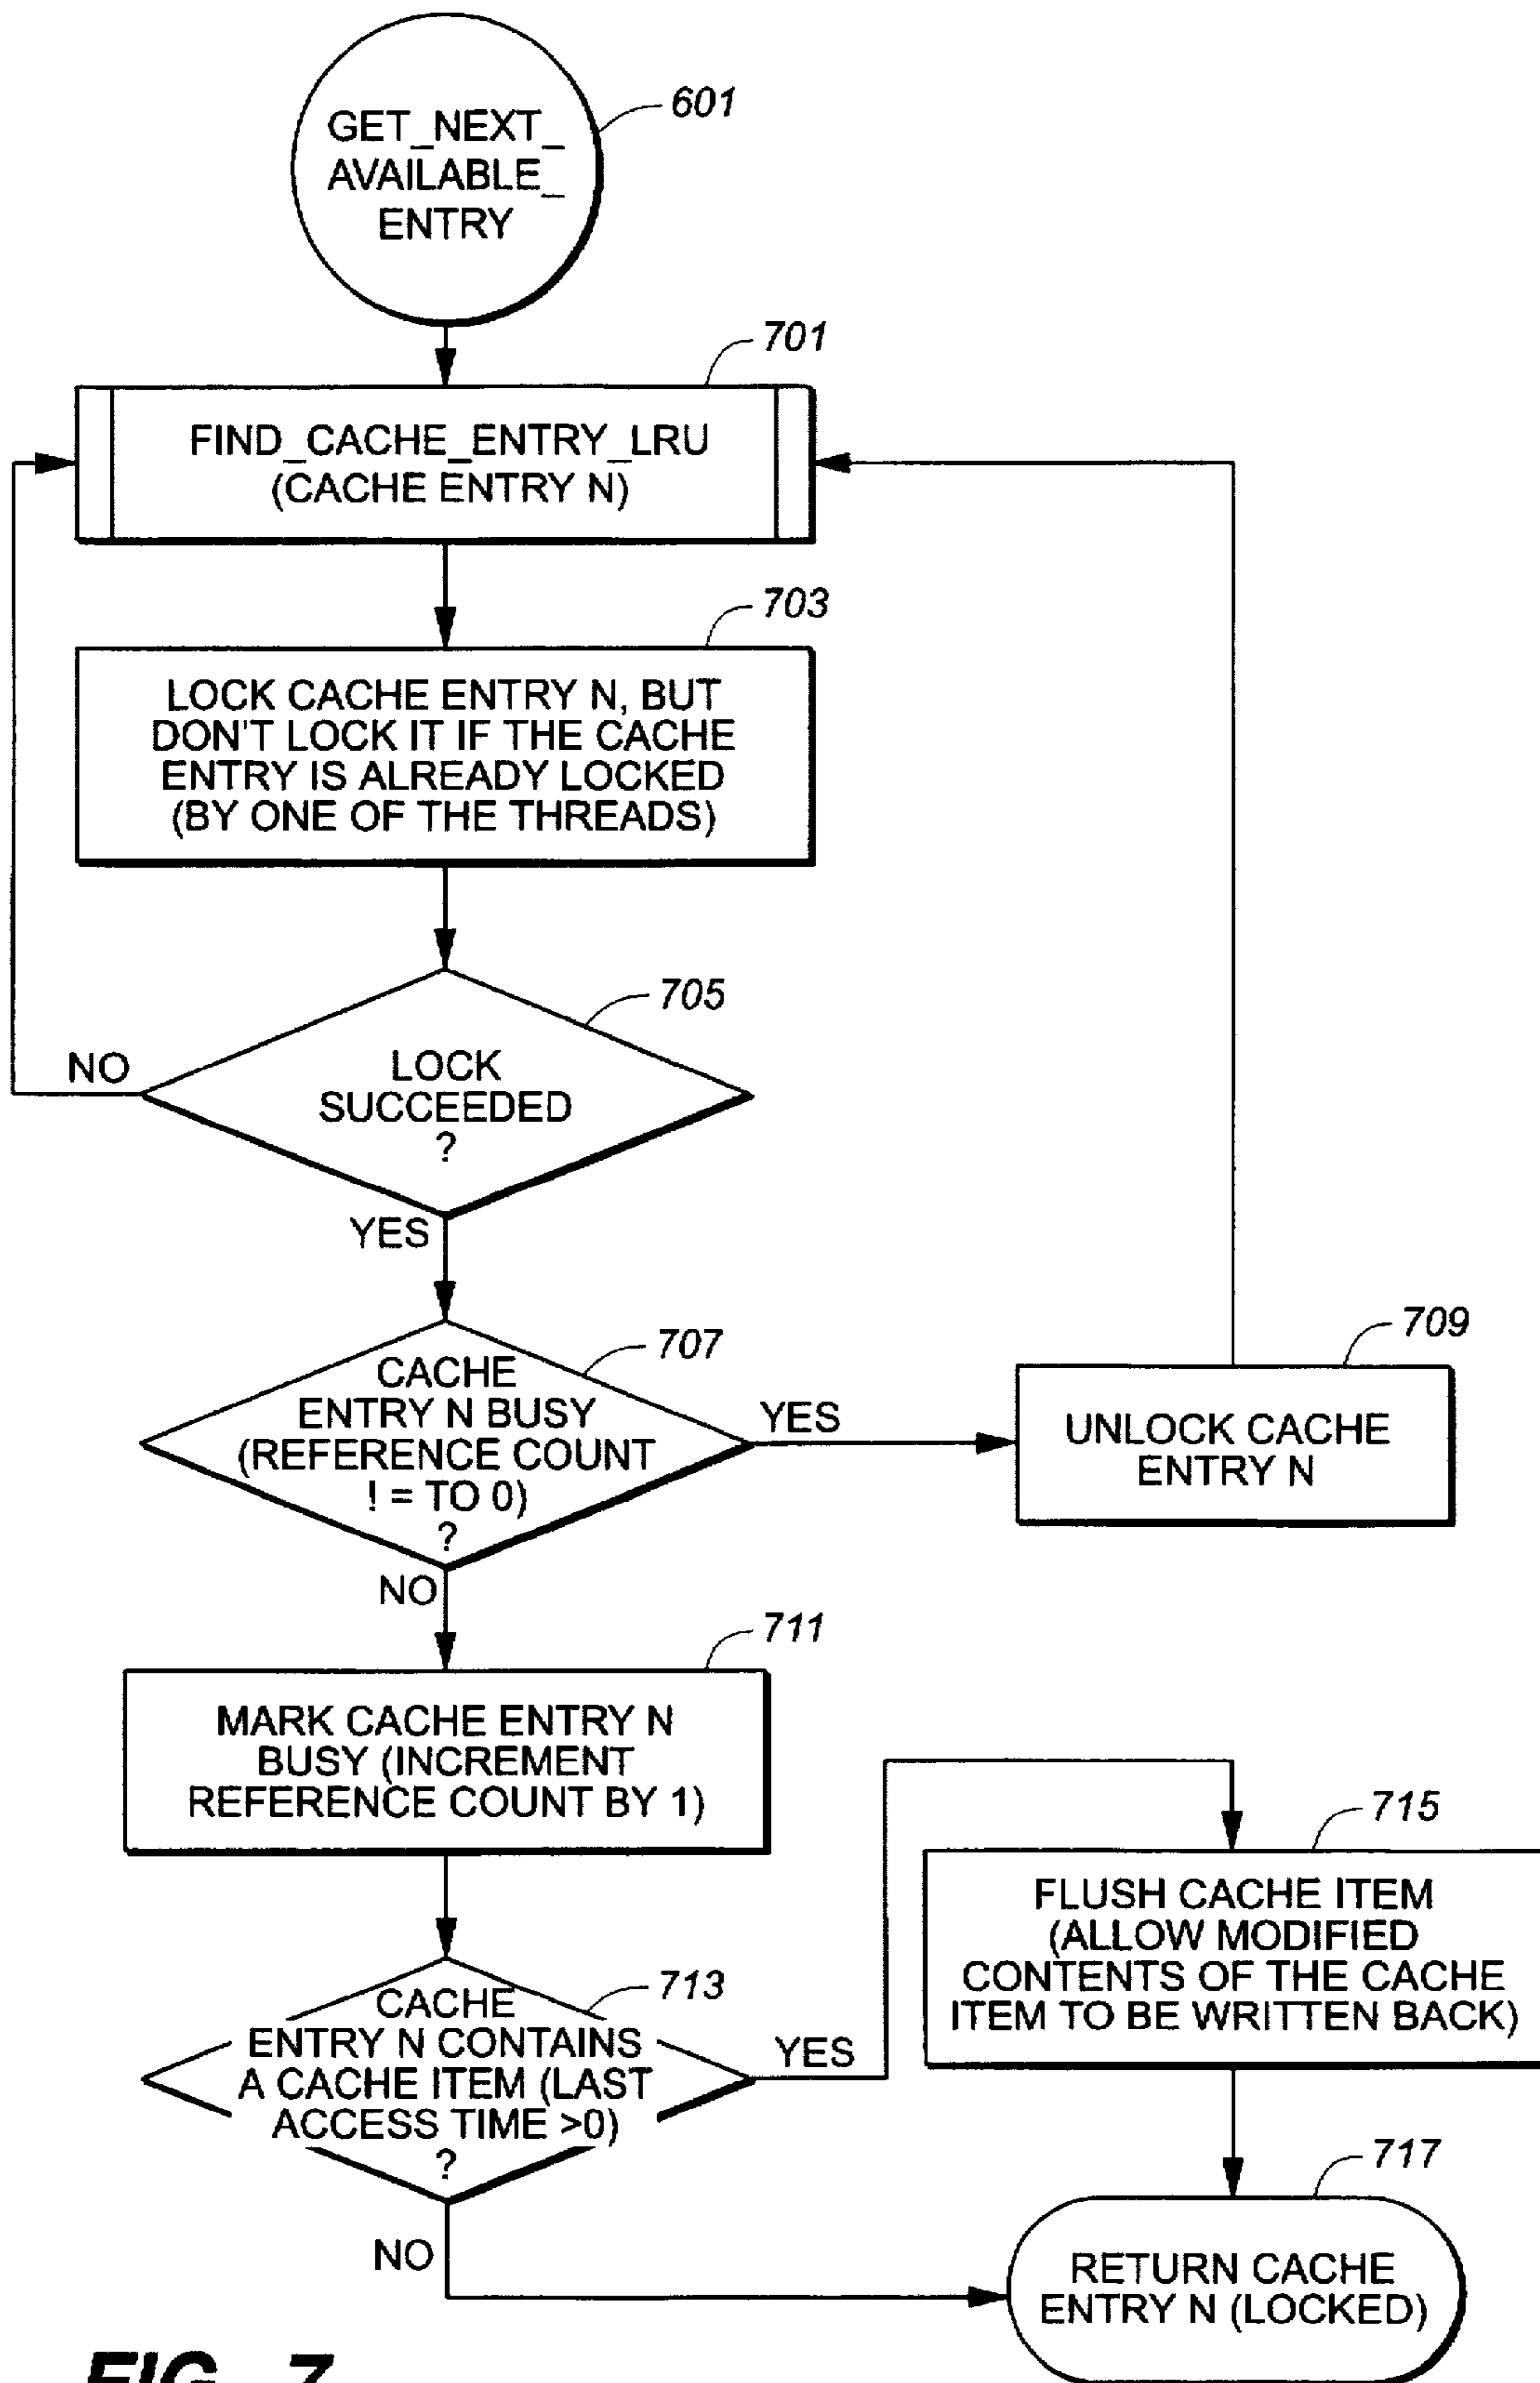 GET_NEXT_
AVAILABLE_
ENTRY
601
701
FIND_CACHE_ENTRY_LRU
(CACHE ENTRY N)
703
LOCK CACHE ENTRY N, BUT
DON'T LOCK IT IF THE CACHE
ENTRY IS ALREADY LOCKED
(BY ONE OF THE THREADS)
705
NO
LOCK
SUCCEEDED
?
YES
707
CACHE
ENTRY N BUSY
(REFERENCE COUNT
! = TO 0)
?
YES
709
UNLOCK CACHE
ENTRY N
NO
711
MARK CACHE ENTRY N
BUSY (INCREMENT
REFERENCE COUNT BY 1)
713
CACHE
ENTRY N CONTAINS
A CACHE ITEM (LAST
ACCESS TIME >0)
?
YES
715
FLUSH CACHE ITEM
(ALLOW MODIFIED
CONTENTS OF THE CACHE
ITEM TO BE WRITTEN BACK)
NO
717
RETURN CACHE
ENTRY N (LOCKED)
FIG. 7